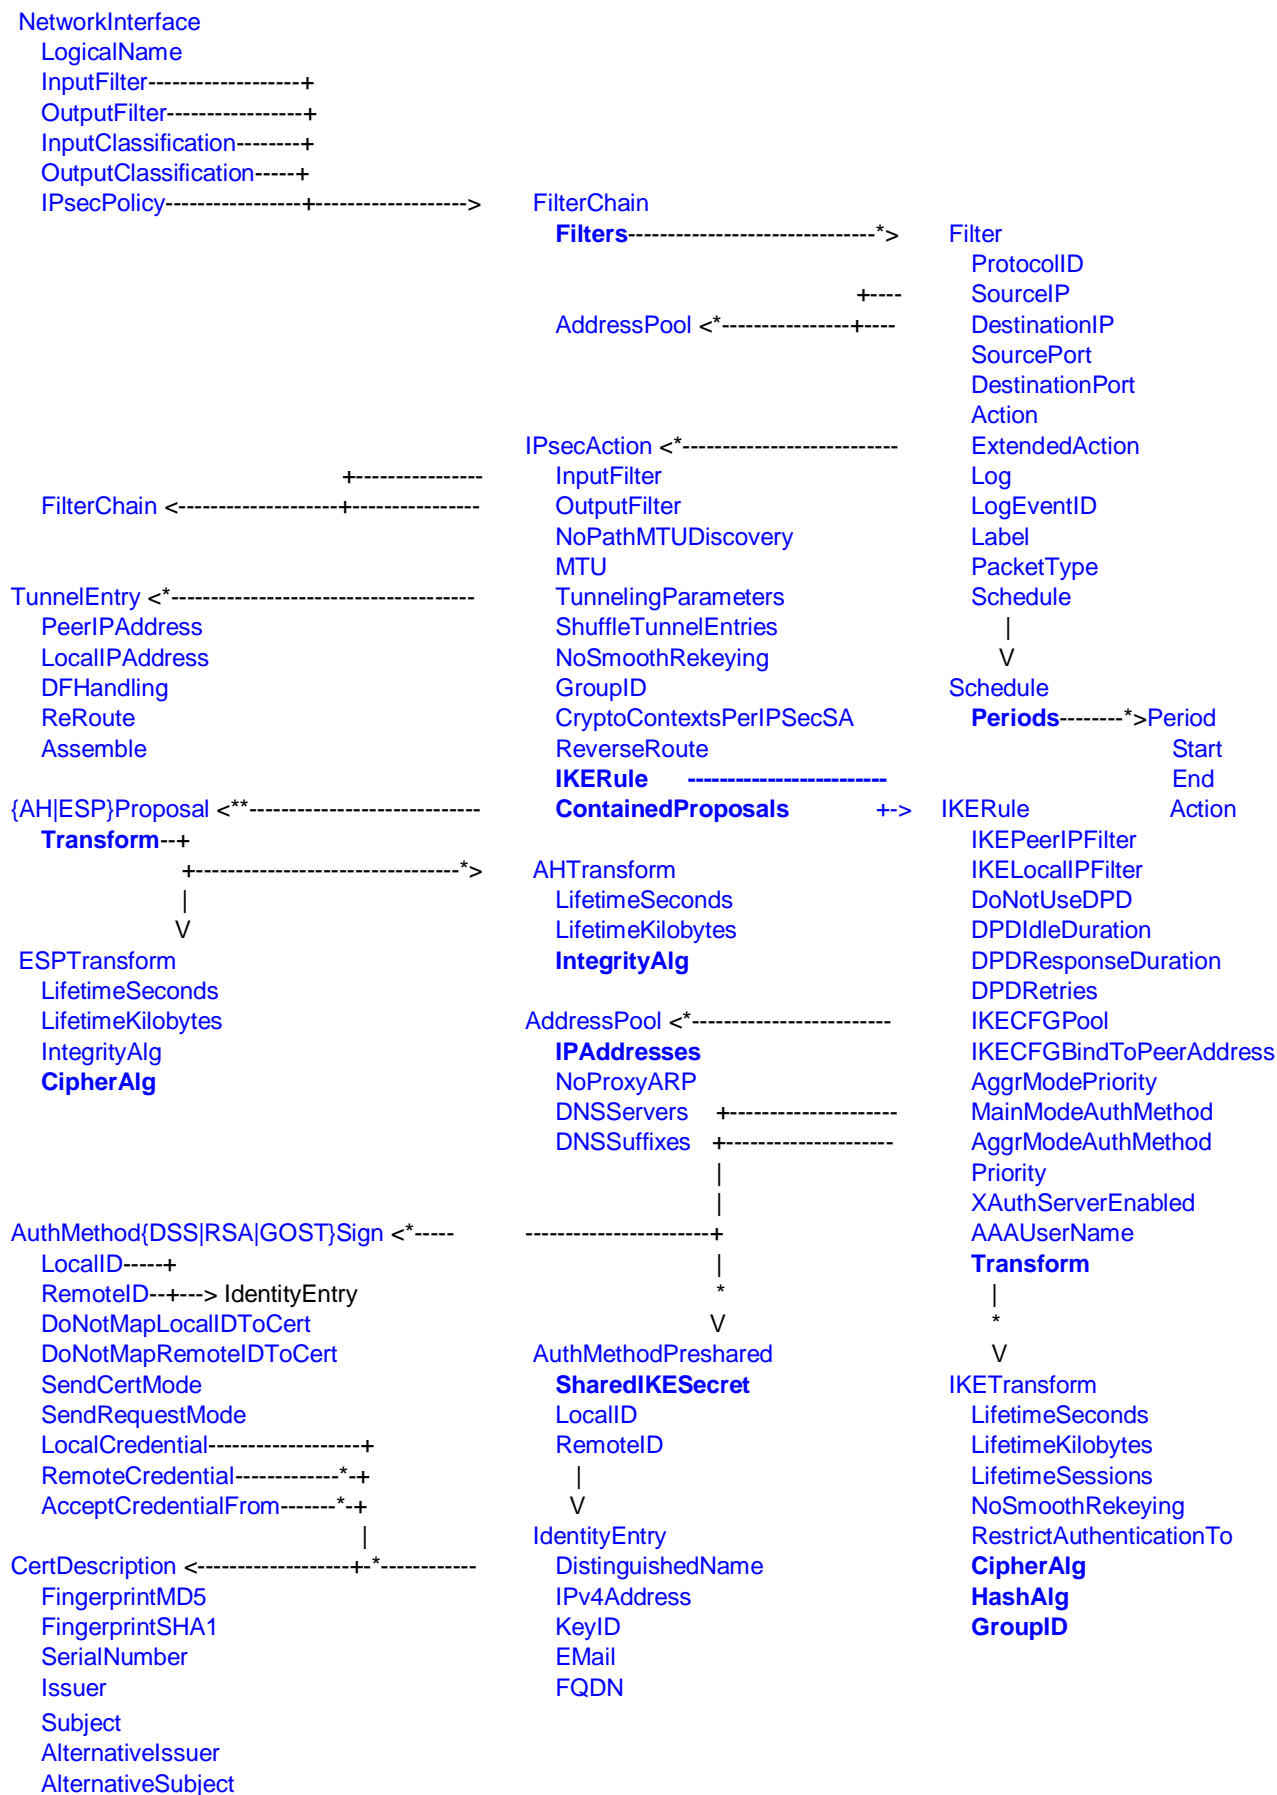 NetworkInterface
LogicalName
InputFilter-------------------+
OutputFilter-----------------+
InputClassification--------+
OutputClassification-----+
IPsecPolicy------------------+-------------------> FilterChain
Filters-------------------------------*> Filter
ProtocolID
+---- SourceIP
AddressPool <*----------------+---- DestinationIP
SourcePort
DestinationPort
Action
IPsecAction <*--------------------------- ExtendedAction
+---------------- InputFilter Log
FilterChain <--------------------+---------------- OutputFilter LogEventID
NoPathMTUDiscovery Label
MTU PacketType
TunnelEntry <*-------------------------------------- TunnelingParameters Schedule
PeerIPAddress ShuffleTunnelEntries |
LocalIPAddress NoSmoothRekeying V
DFHandling GroupID Schedule
ReRoute CryptoContextsPerIPSecSA Periods--------*>Period
Assemble ReverseRoute Start
IKERule ------------------------- End
{AH|ESP}Proposal <**----------------------------- ContainedProposals +-> IKERule Action
Transform--+ IKEPeerIPFilter
+---------------------------------*> AHTransform IKELocalIPFilter
| LifetimeSeconds DoNotUseDPD
V LifetimeKilobytes DPDIdleDuration
ESPTransform IntegrityAlg DPDResponseDuration
LifetimeSeconds DPDRetries
LifetimeKilobytes AddressPool <*------------------------- IKECFGPool
IntegrityAlg IPAddresses IKECFGBindToPeerAddress
CipherAlg NoProxyARP AggrModePriority
DNSServers +--------------------- MainModeAuthMethod
DNSSuffixes +--------------------- AggrModeAuthMethod
| Priority
| XAuthServerEnabled
AuthMethod{DSS|RSA|GOST}Sign <*----- -----------------------+ AAAUserName
LocalID-----+ | Transform
RemoteID--+---> IdentityEntry * |
DoNotMapLocalIDToCert V *
DoNotMapRemoteIDToCert AuthMethodPreshared V
SendCertMode SharedIKESecret IKETransform
SendRequestMode LocalID LifetimeSeconds
LocalCredential-------------------+ RemoteID LifetimeKilobytes
RemoteCredential-------------*-+ | LifetimeSessions
AcceptCredentialFrom-------*-+ V NoSmoothRekeying
| IdentityEntry RestrictAuthenticationTo
CertDescription <-------------------+-*------------ DistinguishedName CipherAlg
FingerprintMD5 IPv4Address HashAlg
FingerprintSHA1 KeyID GroupID
SerialNumber EMail
Issuer FQDN
Subject
AlternativeIssuer
AlternativeSubject